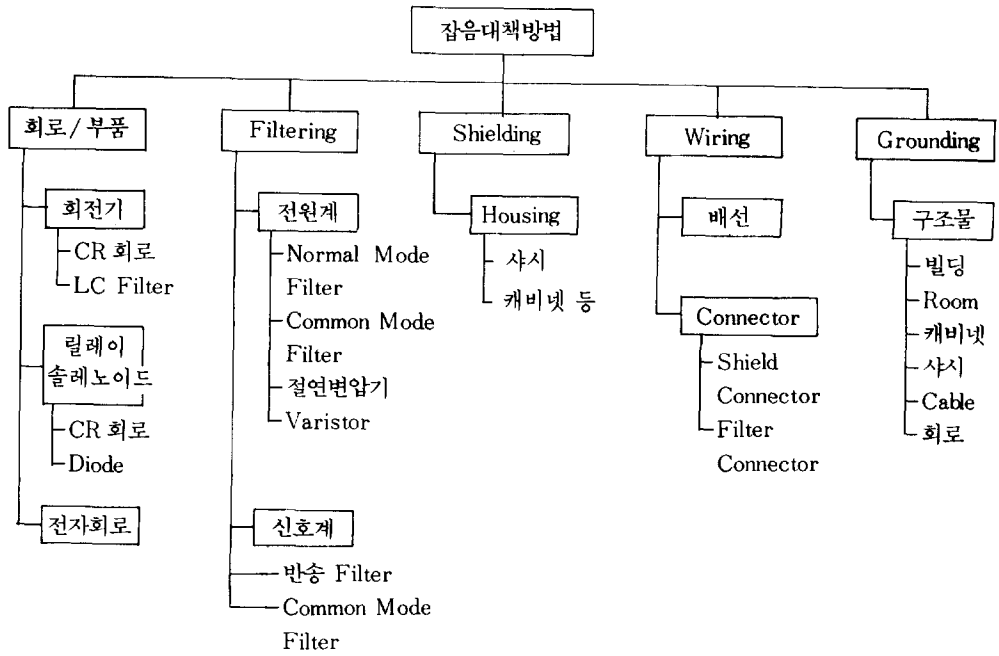 잡음대책방법
회로/부품
회전기
CR 회로
LC Filter
릴레이
솔레노이드
CR 회로
Diode
전자회로
Filtering
전원계
Normal Mode
Filter
Common Mode
Filter
절연변압기
Varistor
신호계
반송 Filter
Common Mode
Filter
Shielding
Housing
샤시
캐비넷 등
Wiring
배선
Connector
Shield
Connector
Filter
Connector
Grounding
구조물
빌딩
Room
캐비넷
샤시
Cable
회로